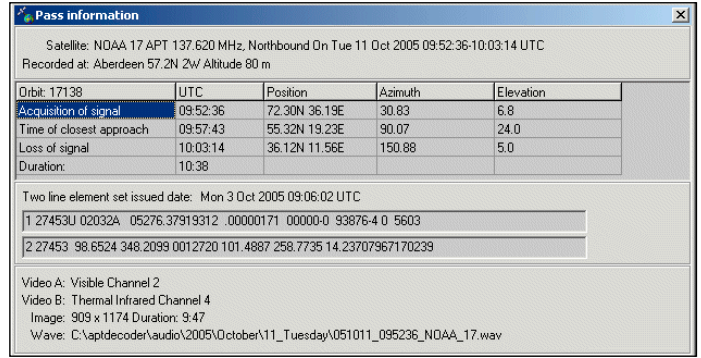 Pass information
Satellite: NOAA 17 APT 137.620 MHz, Northbound On Tue 11 Oct 2005 09:52:36-10:03:14 UTC
Recorded at: Aberdeen 57.2N 2W Altitude 80 m
Orbit: 17138 UTC Position Azimuth Elevation
Acquisition of signal 09:52:36 72.30N 36.19E 30.83 6.8
Time of closest approach 09:57:43 55.32N 19.23E 90.07 24.0
Loss of signal 10:03:14 36.12N 11.56E 150.88 5.0
Duration: 10:38
Two line element set issued date: Mon 3 Oct 2005 09:06:02 UTC
1 27453U 02032A 05276.37919312 .00000171 00000-0 93876-4 0 5603
2 27453 98.6524 348.2099 0012720 101.4887 258.7735 14.23707967170239
Video A: Visible Channel 2
Video B: Thermal Infrared Channel 4
Image: 909 x 1174 Duration: 9:47
Wave: C:\aptdecoder\audio\2005\October\11_Tuesday\051011_095236_NOAA_17.wav